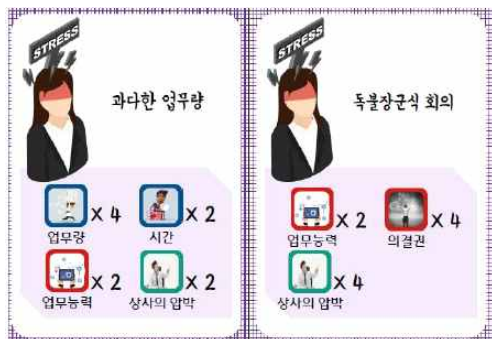 STRESS
과다한 업무량
X 4
업무량
X 2
시간
X 2
업무능력
X 2
상사의 압박
STRESS
독불장군식 회의
X 2
업무능력
X 4
의결권
X 4
상사의 압박